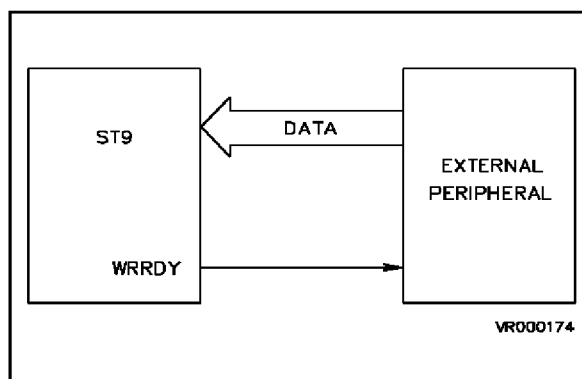 ST9
DATA
EXTERNAL
PERIPHERAL
WRRDY
VR000174